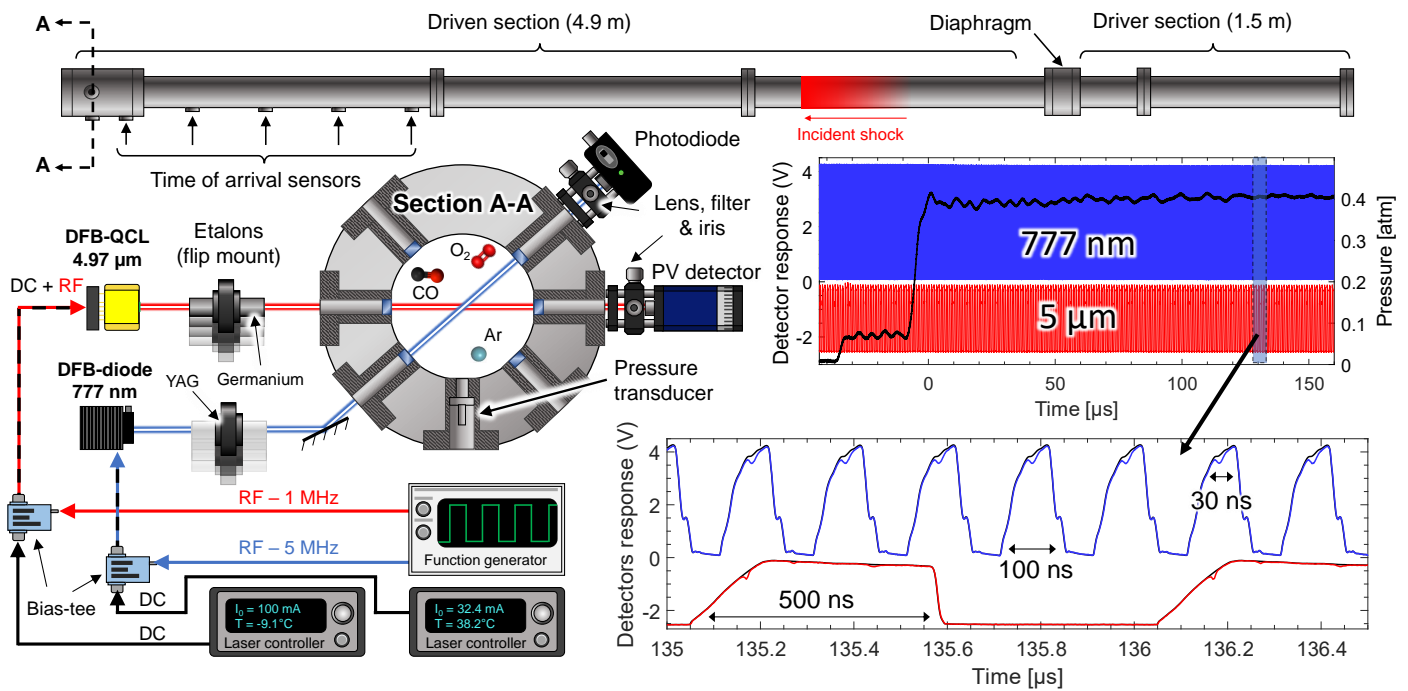 Driven section (4.9 m)
Diaphragm
Driver section (1.5 m)
A
A
Incident shock
Time of arrival sensors
Photodiode
Section A-A
Lens, filter
& iris
PV detector
O2
CO
Ar
Pressure
transducer
DFB-QCL
4.97 µm
DC + RF
Etalons
(flip mount)
Germanium
DFB-diode
777 nm
YAG
RF – 1 MHz
RF – 5 MHz
Function generator
Bias-tee
DC
DC
I0 = 100 mA
T = -9.1°C
Laser controller
I0 = 32.4 mA
T = 38.2°C
Laser controller
Detector response (V)
4
2
0
-2
777 nm
5 µm
0.4
0.3
0.2
0.1
0
Pressure [atm]
0
50
100
150
Time [µs]
Detectors response (V)
4
2
0
-2
30 ns
100 ns
500 ns
135
135.2
135.4
135.6
135.8
136
136.2
136.4
Time [µs]